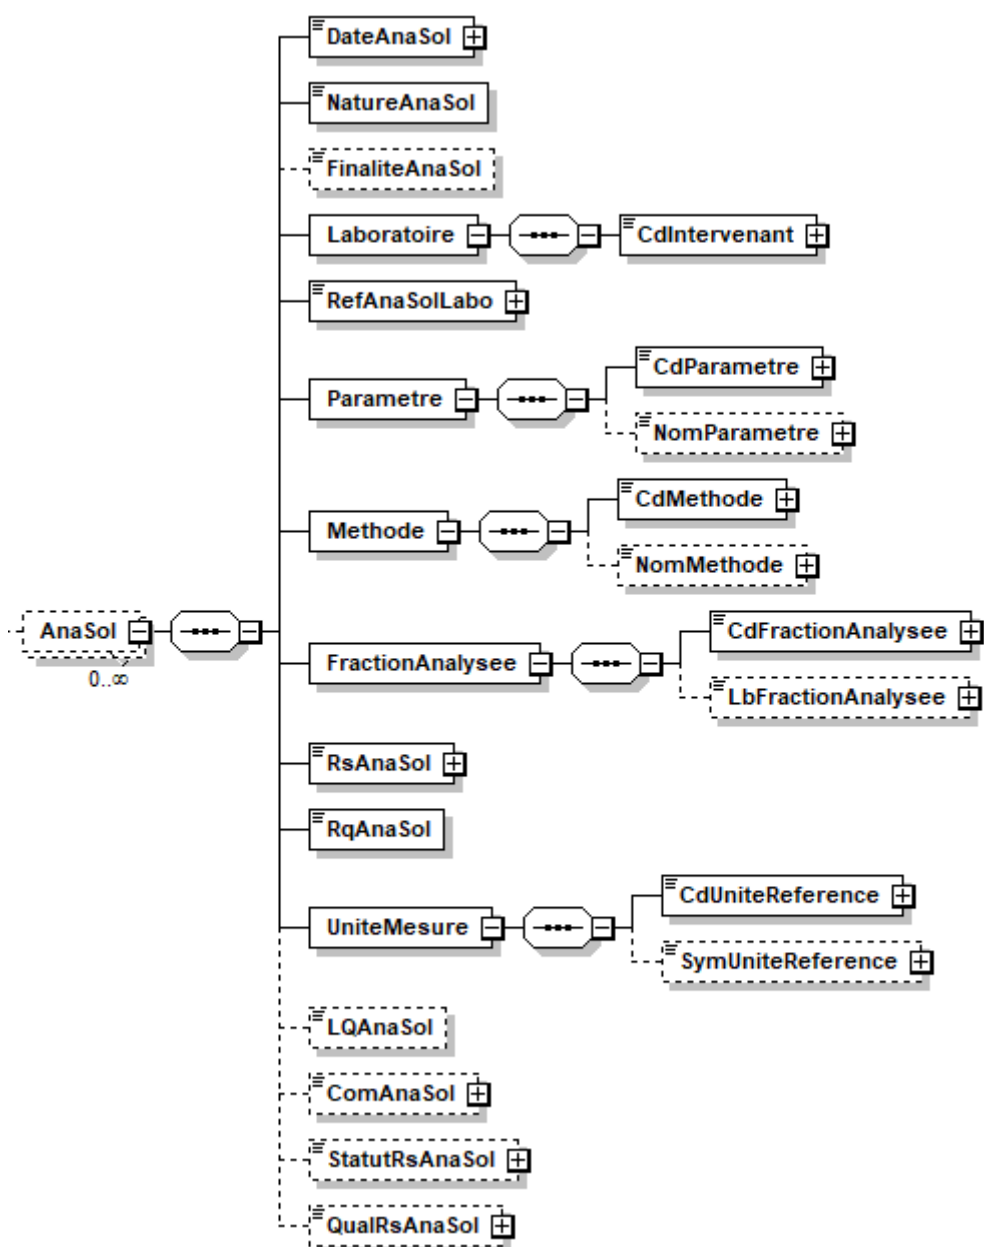 DateAnaSol
NatureAnaSol
FinaliteAnaSol
Laboratoire
CdIntervenant
RefAnaSolLabo
Parametre
CdParametre
NomParametre
Methode
CdMethode
NomMethode
AnaSol
0..∞
FractionAnalysee
CdFractionAnalysee
LbFractionAnalysee
RsAnaSol
RqAnaSol
UniteMesure
CdUniteReference
SymUniteReference
LQAnaSol
ComAnaSol
StatutRsAnaSol
QualRsAnaSol